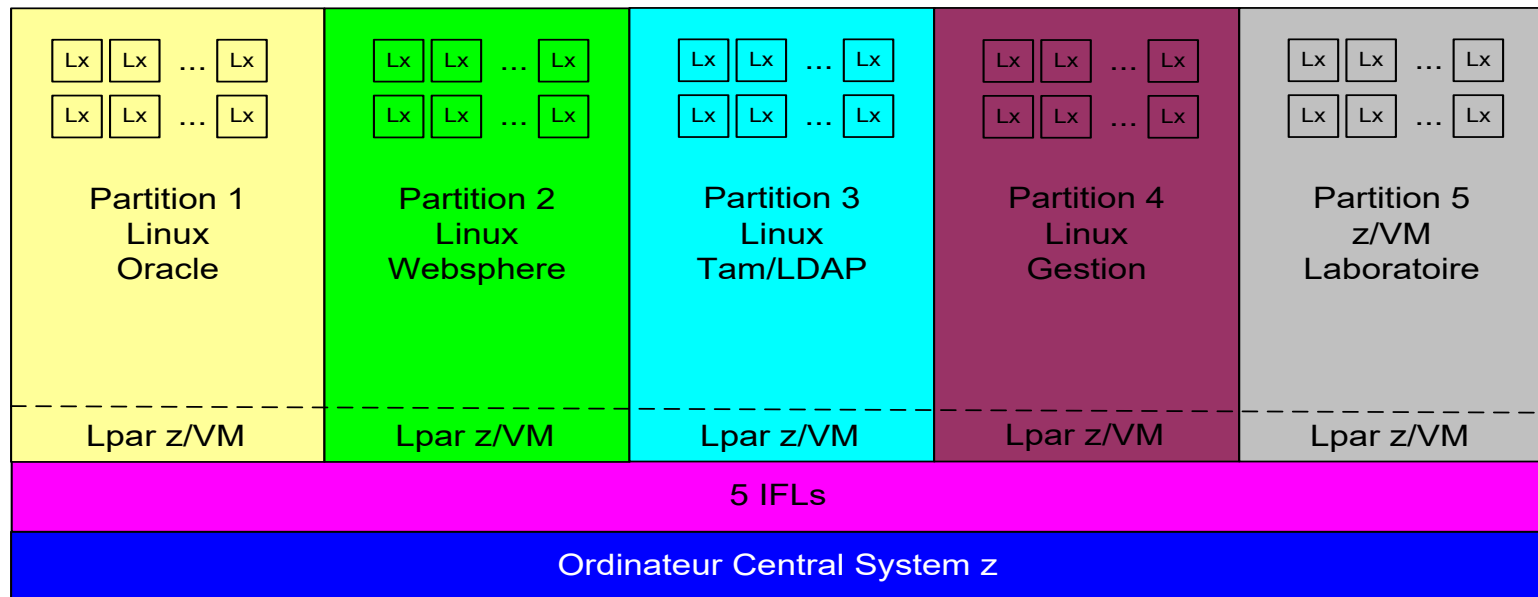 Lx Lx ... Lx Lx Lx ... Lx Lx Lx ... Lx Lx Lx ... Lx Lx Lx ... Lx
Lx Lx ... Lx Lx Lx ... Lx Lx Lx ... Lx Lx Lx ... Lx Lx Lx ... Lx
Partition 1
Linux
Oracle
Partition 2
Linux
Websphere
Partition 3
Linux
Tam/LDAP
Partition 4
Linux
Gestion
Partition 5
z/VM
Laboratoire
Lpar z/VM Lpar z/VM Lpar z/VM Lpar z/VM Lpar z/VM
5 IFLs
Ordinateur Central System z